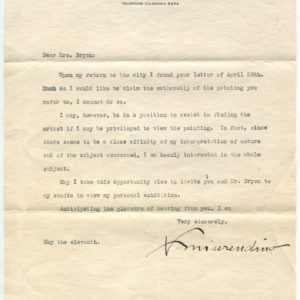 TELEPHONE CALEDONIA 8254
Dear Mrs. Bryan:
Upon my return to the city I found your letter of April 28th.
Much as I would like to claim the authorship of the painting you
refer to, I cannot do so.
I may, however, be in a position to assist in finding the
artist if I may be privileged to view the painting. In fact, since
there seems to be a close affinity of my interpretation of nature
and of the subject concerned, I am keenly interested in the whole
subject.
May I take this opportunity also to invite you and Mr. Bryan to
my studio to view my personal exhibition.
Anticipating the pleasure of hearing from you, I am
Very sincerely,
V. Miserendino
May the eleventh.